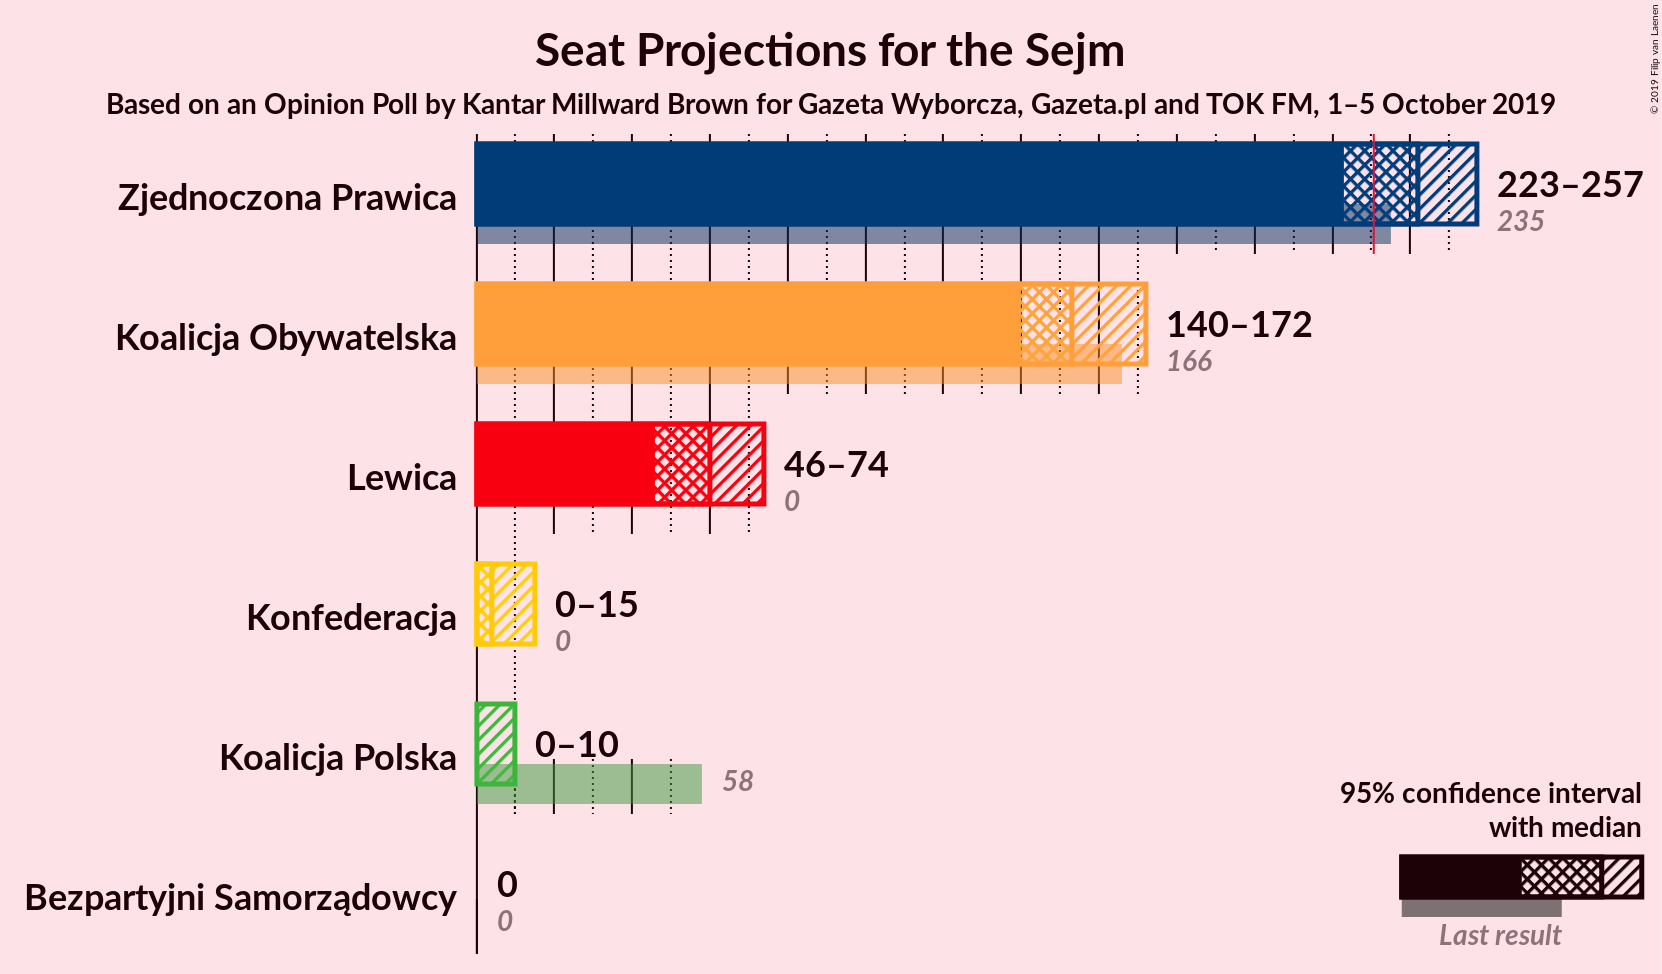 Seat Projections for the Sejm
Based on an Opinion Poll by Kantar Millward Brown for Gazeta Wyborcza, Gazeta.pl and TOK FM, 1–5 October 2019
© 2019 Filip van Laenen
Zjednoczona Prawica
223–257
235
Koalicja Obywatelska
140–172
166
Lewica
46–74
0
Konfederacja
0–15
0
Koalicja Polska
0–10
58
Bezpartyjni Samorządowcy
0
0
95% confidence interval
with median
Last result